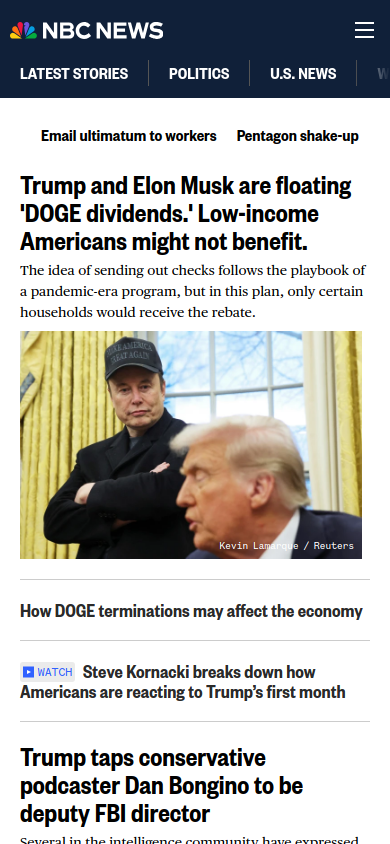 NBC NEWS
LATEST STORIES
POLITICS
U.S. NEWS
Email ultimatum to workers
Pentagon shake-up
Trump and Elon Musk are floating
'DOGE dividends.' Low-income
Americans might not benefit.
The idea of sending out checks follows the playbook of
a pandemic-era program, but in this plan, only certain
households would receive the rebate.
GREAT AGAIN
Kevin Lamarque / Reuters
How DOGE terminations may affect the economy
WATCH Steve Kornacki breaks down how
Americans are reacting to Trump’s first month
Trump taps conservative
podcaster Dan Bongino to be
deputy FBI director
Several in the intelligence community have expressed